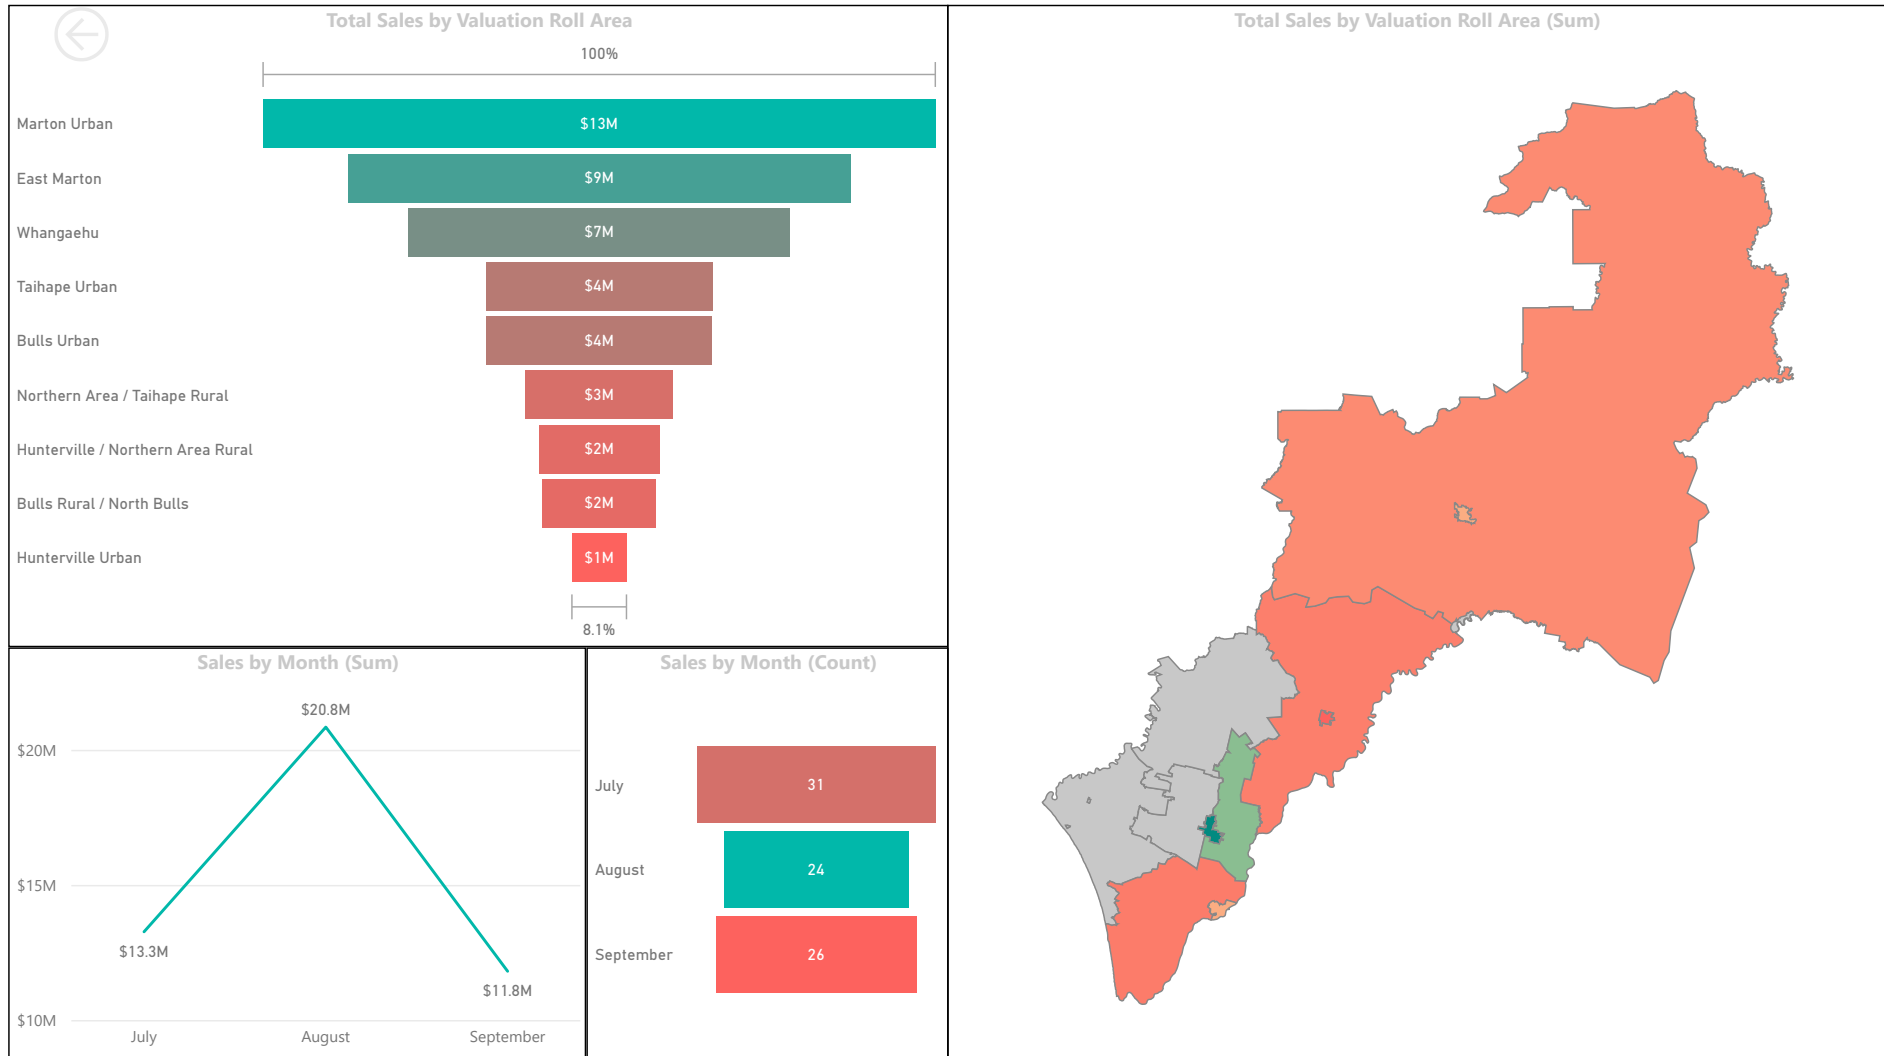 Total Sales by Valuation Roll Area
100%
Marton Urban
$13M
East Marton
$9M
Whangaehu
$7M
Taihape Urban
$4M
Bulls Urban
$4M
Northern Area / Taihape Rural
$3M
Hunterville / Northern Area Rural
$2M
Bulls Rural / North Bulls
$2M
Hunterville Urban
$1M
8.1%
Sales by Month (Sum)
$20.8M
$20M
$15M
$13.3M
$11.8M
$10M
July
August
September
Sales by Month (Count)
July
31
August
24
September
26
Total Sales by Valuation Roll Area (Sum)